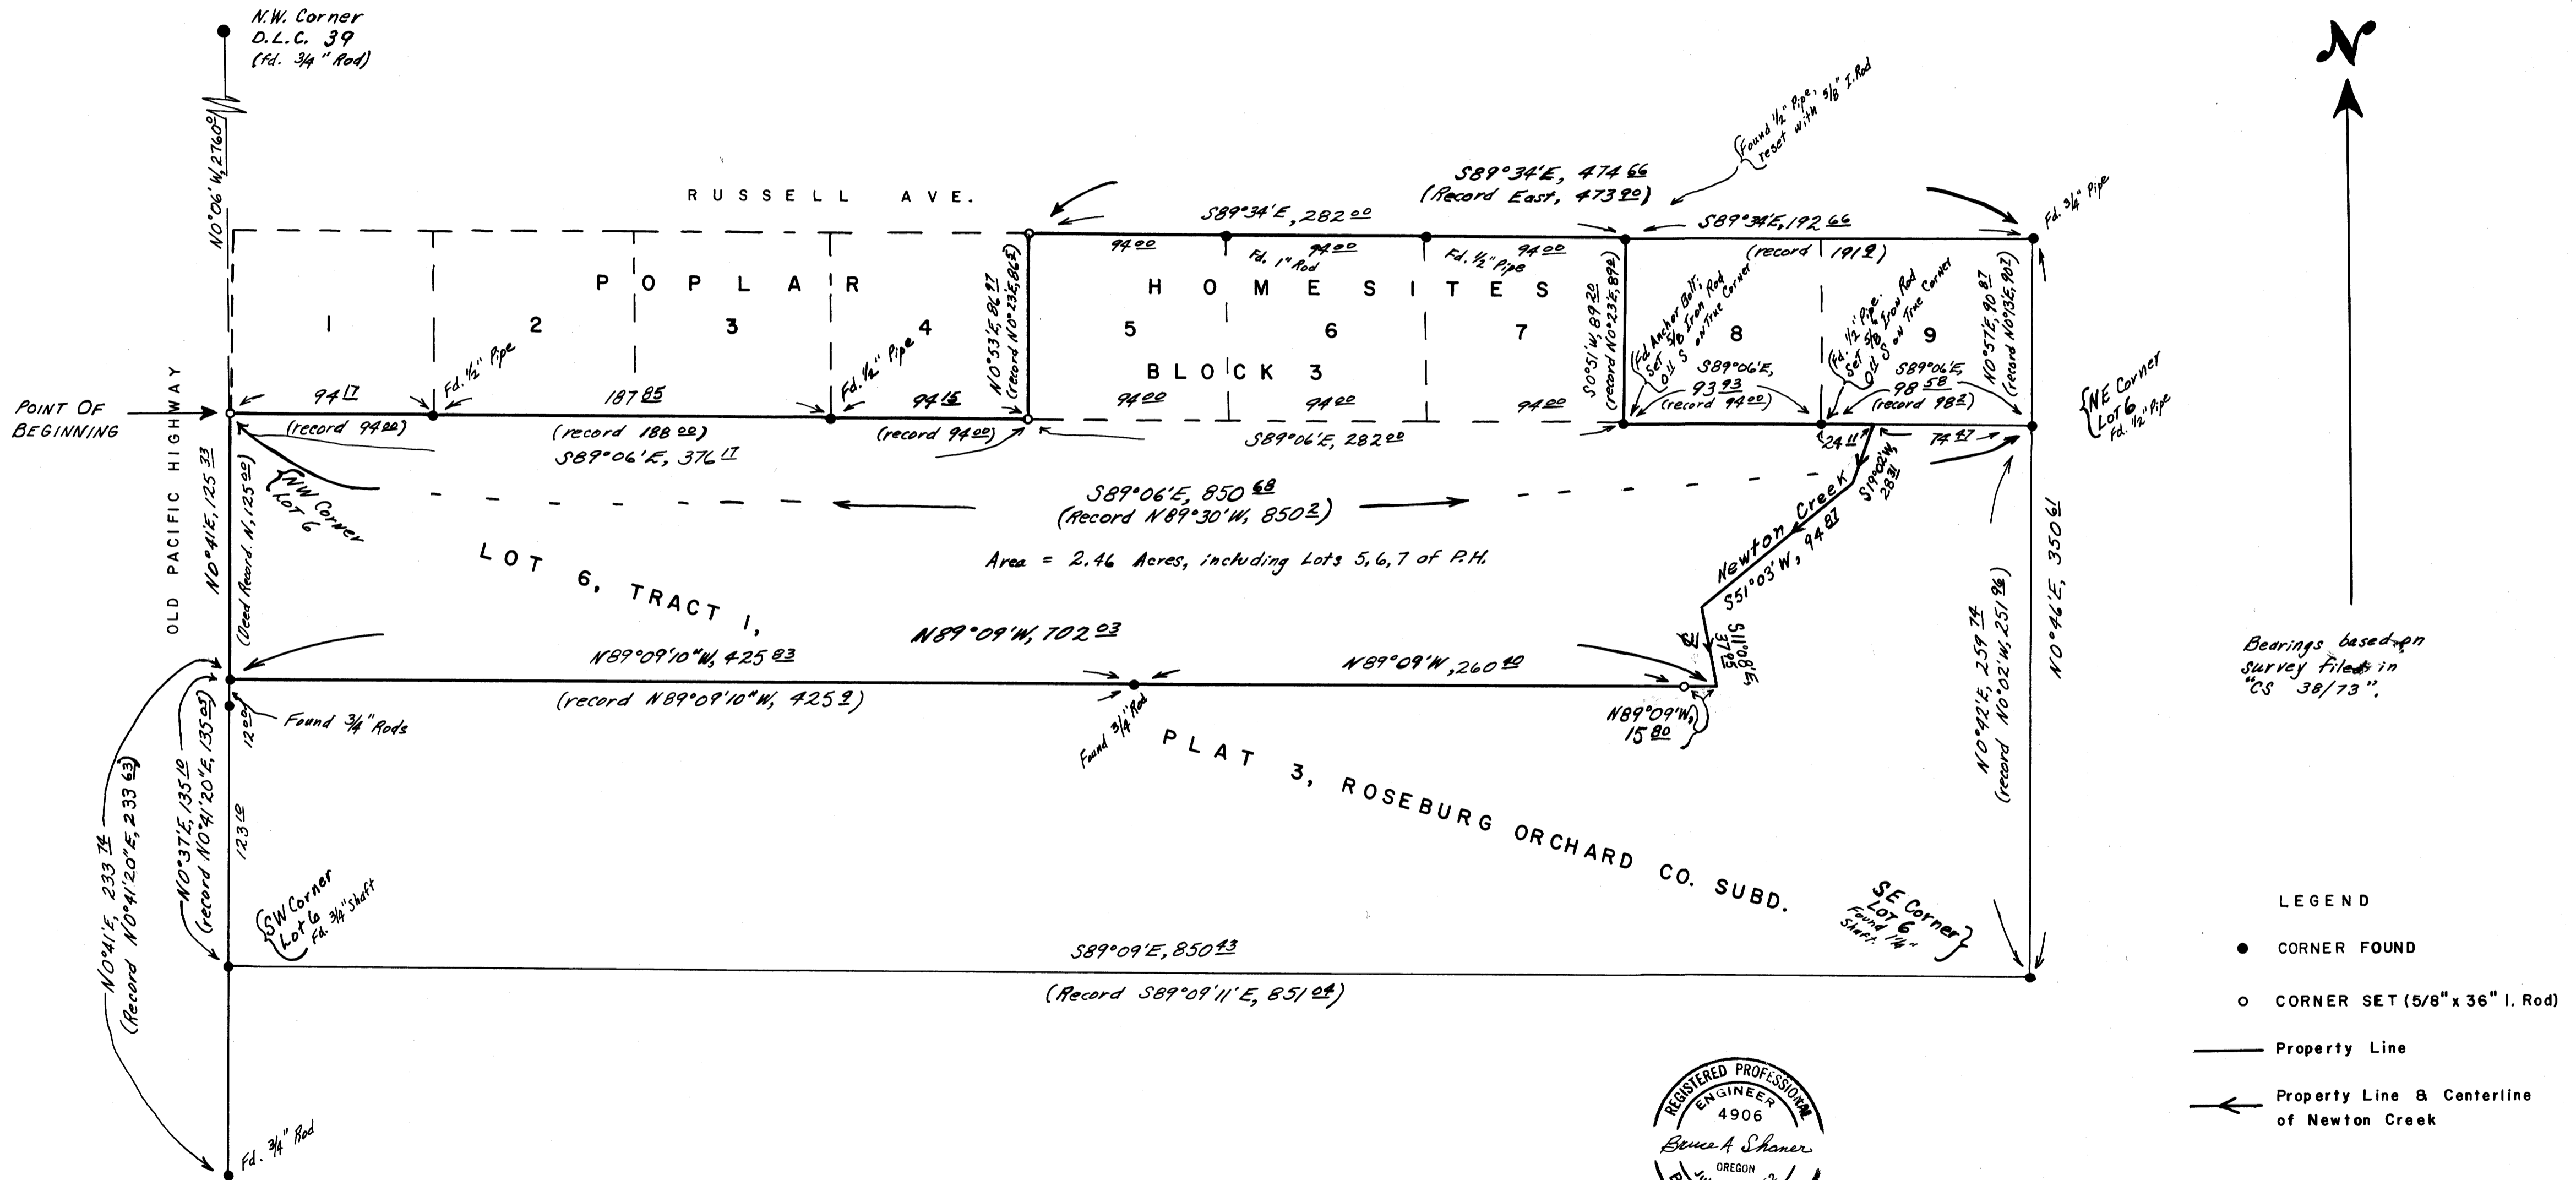 N.W. Corner
D.L.C. 39
(Fd. 3/4" Rod)
N
N0°06'W, 2760.0
RUSSELL AVE.
S89°34'E, 474.66
(Record East, 473.90)
{Found 1/2" Pipe,
reset with 5/8" I.Rod
Fd. 3/4" Pipe
S89°34'E, 282.00
S89°34'E, 192.66
(record 191.9)
94.00
94.00
94.00
Fd. 1" Rod
Fd. 1/2" Pipe
POPLAR HOMESITES
1
2
3
4
5
6
7
8
9
BLOCK 3
N0°53'E, 86.97
(record N0°23'E, 86.5)
S0°51'W, 89.20
(record N0°23'E, 89.2)
(Fd Anchor Bolt;
Set 5/8 Iron Rod
0.11 S on True Corner
(Fd. 1/2" Pipe.
Set 5/8 Iron Rod
0.11 S on True Corner
N0°57'E, 90.87
(record N0°13'E, 90.7)
Fd. 1/2" Pipe
Fd. 1/2" Pipe
S89°06'E,
93.93
(record 94.00)
S89°06'E,
98.58
(record 98.2)
{NE Corner
LOT 6
Fd. 1/2" Pipe
POINT OF
BEGINNING
94.17
187.85
94.15
94.00
94.00
94.00
(record 94.00)
(record 188.00)
(record 94.00)
S89°06'E, 376.17
S89°06'E, 282.00
24.11
74.47
S19°02'W,
28.31
OLD PACIFIC HIGHWAY
N0°41'E, 125.33
(Deed Record. N, 125.00)
{NW Corner
LOT 6
S89°06'E, 850.68
(Record N89°30'W, 850.2)
Area = 2.46 Acres, including Lots 5,6,7 of P.H.
Newton Creek
S51°03'W, 94.87
S11°08'E,
37.95
LOT 6, TRACT 1,
N89°09'W, 702.03
N89°09'10"W, 425.83
(record N89°09'10"W, 425.9)
N89°09'W, 260.40
N89°09'W,
15.80
Found 3/4" Rods
Found 3/4" Rod
PLAT 3, ROSEBURG ORCHARD CO. SUBD.
N0°42'E, 259.74
(record N0°02'W, 251.96)
N0°46'E, 350.61
Bearings based on
survey filed in
"CS 38/73".
12.00
123.10
N0°37'E, 135.10
(record N0°41'20"E, 135.05)
N0°41'E, 233.74
(Record N0°41'20"E, 233.63)
{SW Corner
Lot 6
Fd. 3/4" Shaft
SE Corner
LOT 6
Found 1 1/4"
Shaft.
S89°09'E, 850.43
(Record S89°09'11'E, 851.04)
Fd. 3/4" Rod
REGISTERED PROFESSIONAL
ENGINEER
4906
Bruce A Shaner
OREGON
LEGEND
CORNER FOUND
CORNER SET (5/8" x 36" I. Rod)
Property Line
Property Line & Centerline
of Newton Creek